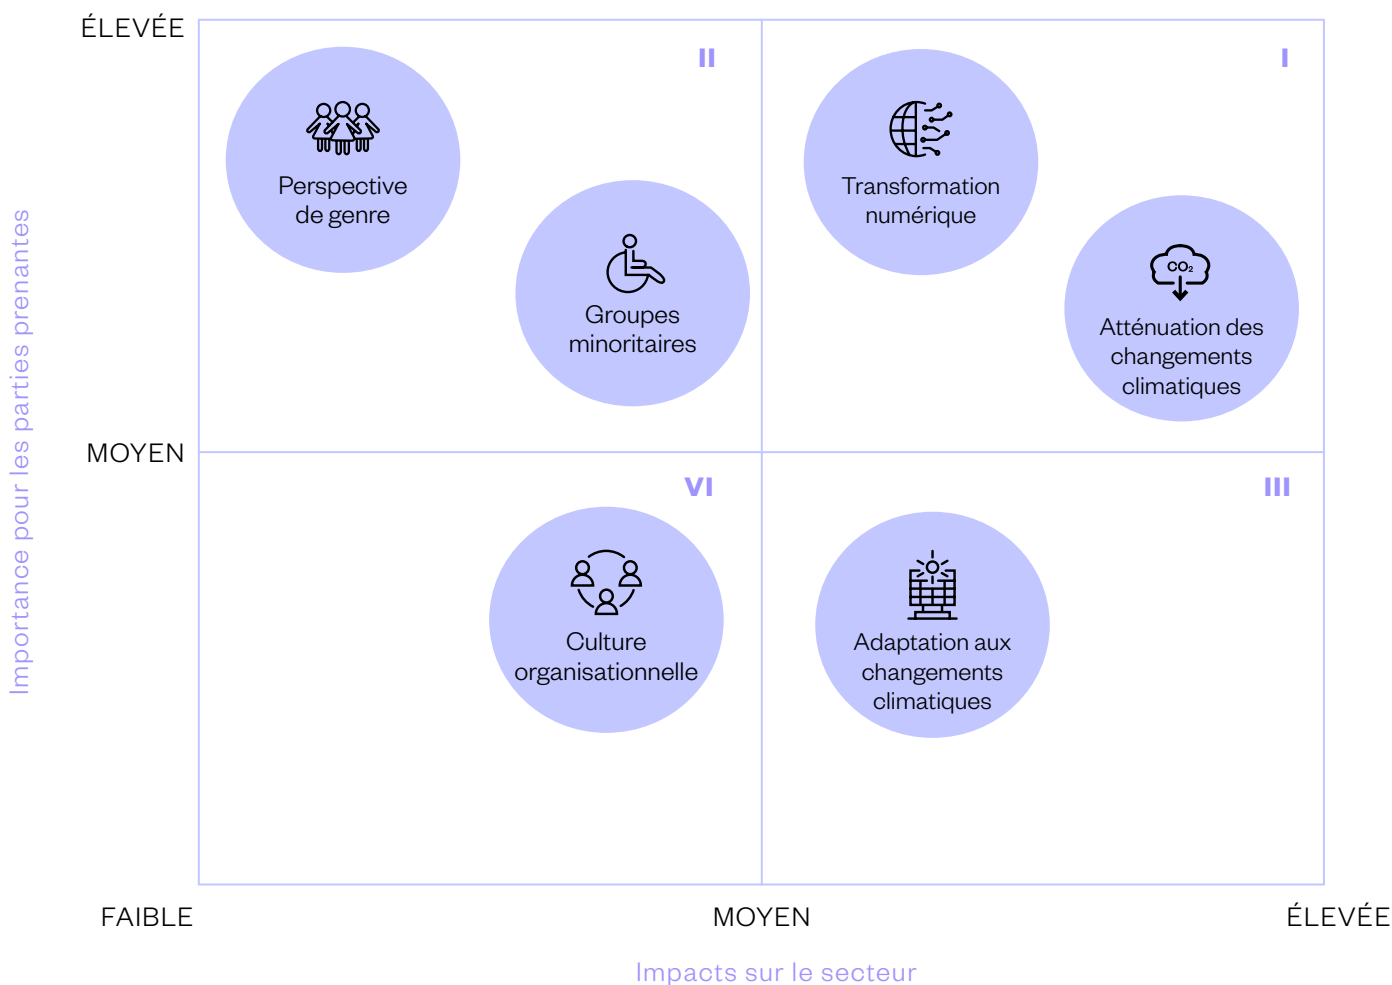 ÉLEVÉE
II
I
Perspective
de genre
Transformation
numérique
Groupes
minoritaires
CO₂
Atténuation des
changements
climatiques
Importance pour les parties prenantes
MOYEN
VI
III
Culture
organisationnelle
Adaptation aux
changements
climatiques
FAIBLE
MOYEN
ÉLEVÉE
Impacts sur le secteur